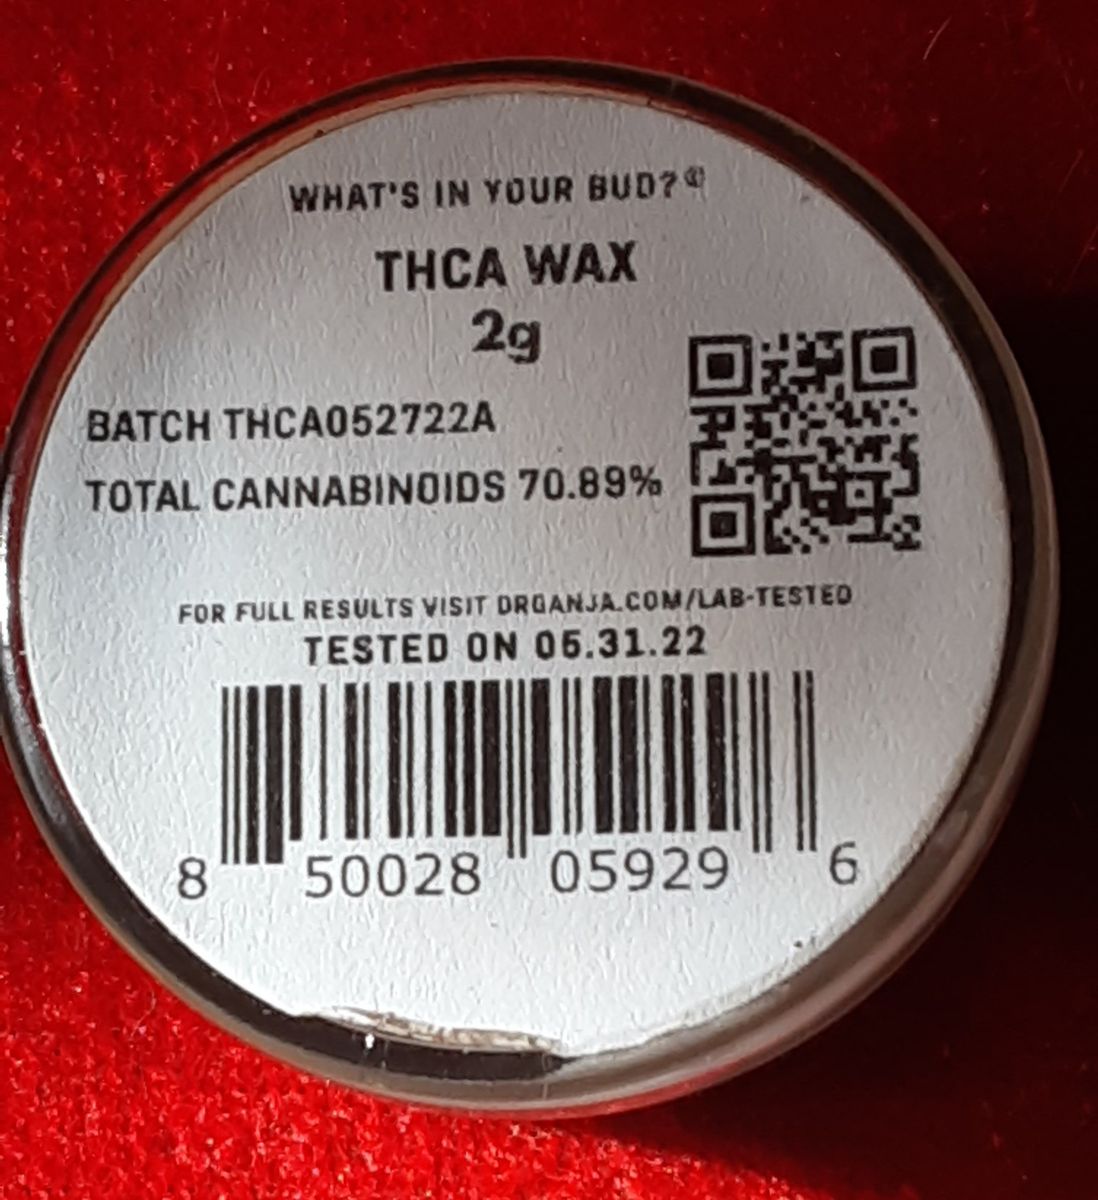 WHAT'S IN YOUR BUD?®
THCA WAX
2g
BATCH THCA052722A
TOTAL CANNABINOIDS 70.89%
FOR FULL RESULTS VISIT DRGANJA.COM/LAB-TESTED
TESTED ON 05.31.22
8 50028 05929 6